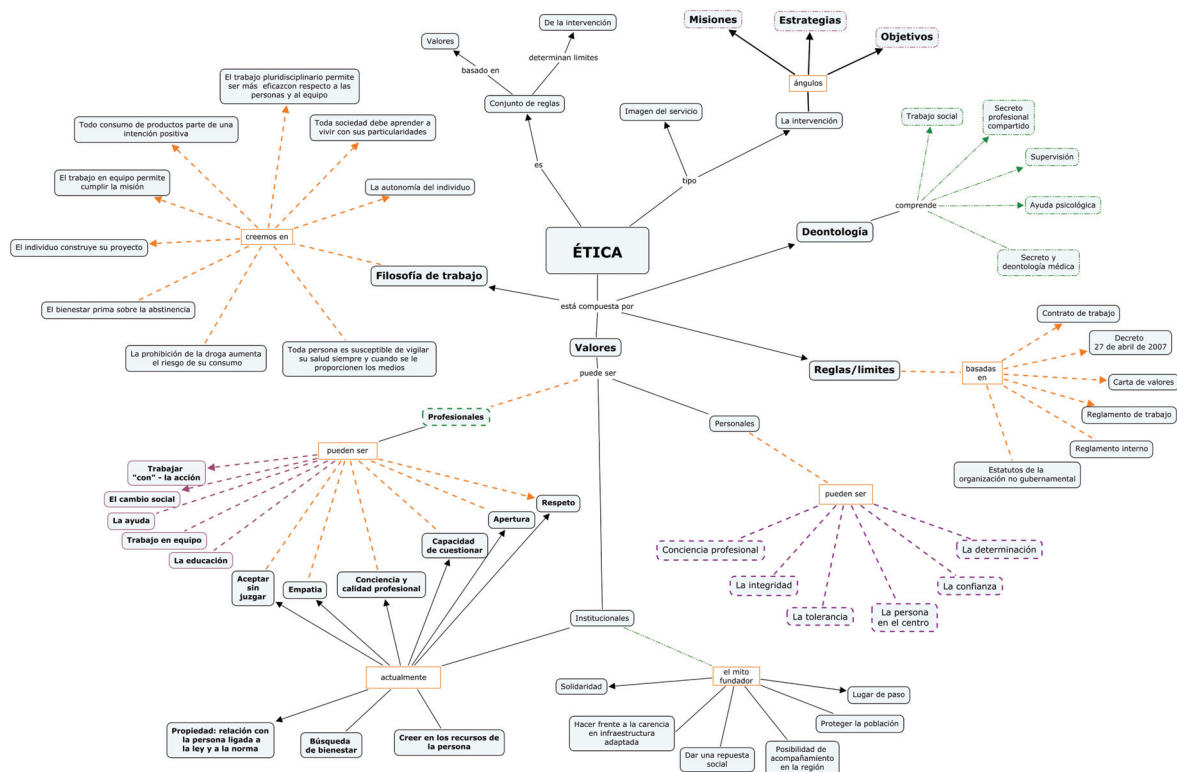 De la intervención
Valores
determinan limites
basado en
Conjunto de reglas
es
Misiones
Estrategias
Objetivos
ángulos
Imagen del servicio
La intervención
tipo
Trabajo social
Secreto
profesional
compartido
Supervisión
comprende
Ayuda psicológica
Deontología
Secreto y
deontología médica
El trabajo pluridisciplinario permite
ser más  eficazcon respecto a las
personas y al equipo
Todo consumo de productos parte de una
intención positiva
Toda sociedad debe aprender a
vivir con sus particularidades
El trabajo en equipo permite
cumplir la misión
La autonomía del individuo
creemos en
El individuo construye su proyecto
Filosofía de trabajo
El bienestar prima sobre la abstinencia
La prohibición de la droga aumenta
el riesgo de su consumo
Toda persona es susceptible de vigilar
su salud siempre y cuando se le
proporcionen los medios
ÉTICA
está compuesta por
Valores
puede ser
Reglas/limites
basadas
en
Contrato de trabajo
Decreto
27 de abril de 2007
Carta de valores
Reglamento de trabajo
Reglamento interno
Estatutos de la
organización no gubernamental
Profesionales
pueden ser
Trabajar
"con" - la acción
El cambio social
La ayuda
Trabajo en equipo
La educación
Aceptar
sin
juzgar
Empatia
Conciencia y
calidad profesional
Capacidad
de cuestionar
Apertura
Respeto
Personales
pueden ser
Conciencia profesional
La integridad
La tolerancia
La persona
en el centro
La confianza
La determinación
Institucionales
actualmente
Propiedad: relación con
la persona ligada a
la ley y a la norma
Búsqueda
de bienestar
Creer en los recursos de
la persona
el mito
fundador
Solidaridad
Hacer frente a la carencia
en infraestructura
adaptada
Dar una repuesta
social
Posibilidad de
acompañamiento
en la región
Proteger la población
Lugar de paso